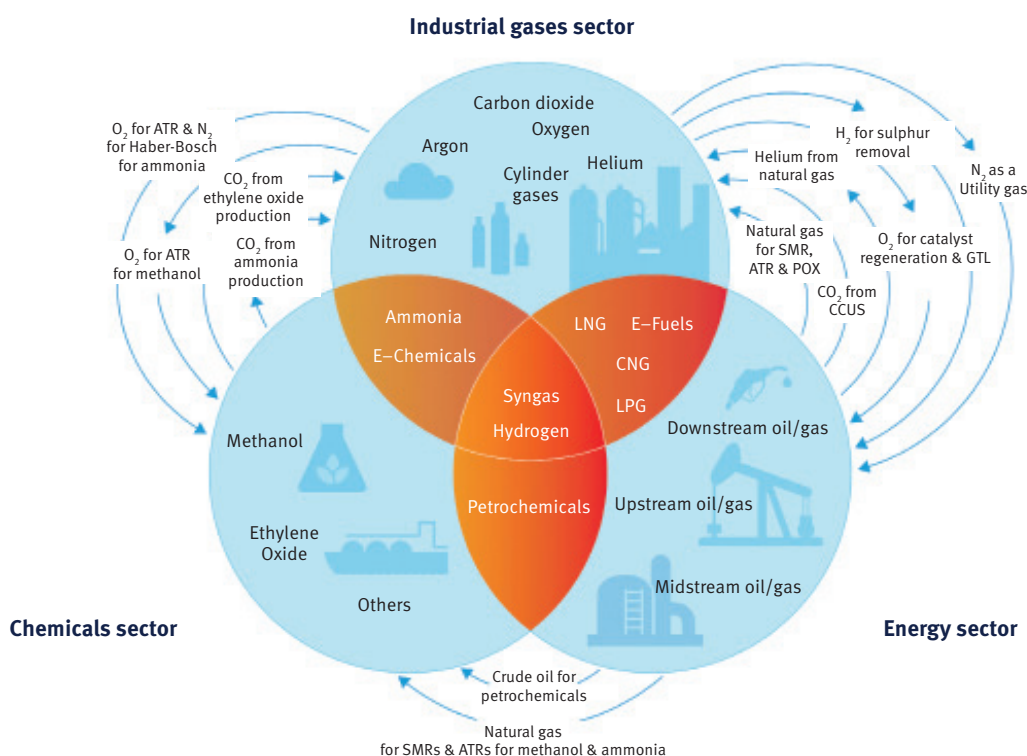 Industrial gases sector
Carbon dioxide
Oxygen
Argon
Helium
Cylinder
gases
Nitrogen
O₂ for ATR & N₂
for Haber-Bosch
for ammonia
CO₂ from
ethylene oxide
production
O₂ for ATR
for methanol
CO₂ from
ammonia
production
H₂ for sulphur
removal
Helium from
natural gas
N₂ as a
Utility gas
Natural gas
for SMR,
ATR & POX
O₂ for catalyst
regeneration & GTL
CO₂ from
CCUS
Ammonia
E–Chemicals
LNG
E–Fuels
CNG
LPG
Syngas
Hydrogen
Petrochemicals
Methanol
Ethylene
Oxide
Others
Downstream oil/gas
Upstream oil/gas
Midstream oil/gas
Chemicals sector
Energy sector
Crude oil for
petrochemicals
Natural gas
for SMRs & ATRs for methanol & ammonia